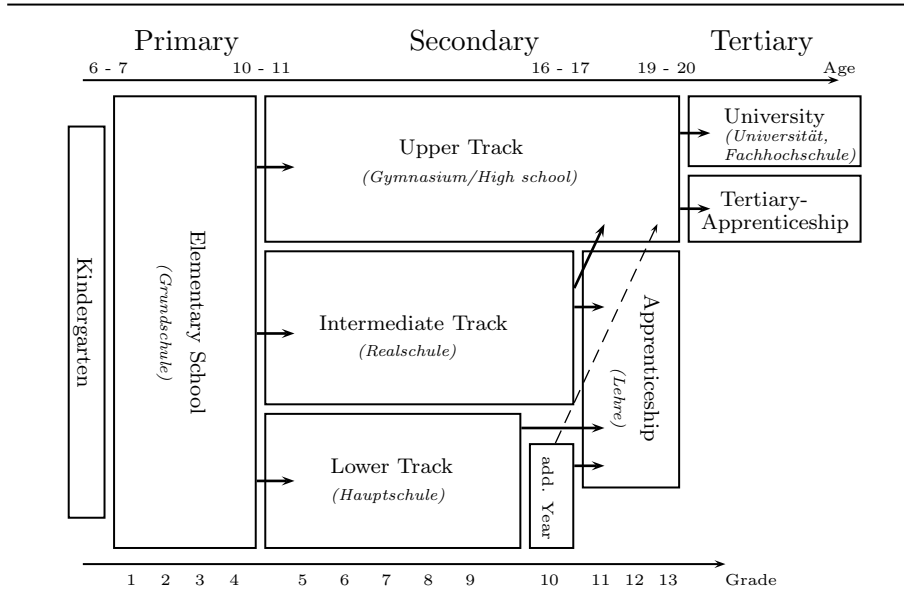 Primary
Secondary
Tertiary
6 - 7
10 - 11
16 - 17
19 - 20
Age
Kindergarten
Elementary School
(Grundschule)
Upper Track
(Gymnasium/High school)
University
(Universität,
Fachhochschule)
Tertiary-
Apprenticeship
Intermediate Track
(Realschule)
Apprenticeship
(Lehre)
Lower Track
(Hauptschule)
add. Year
1 2 3 4 5 6 7 8 9 10 11 12 13 Grade